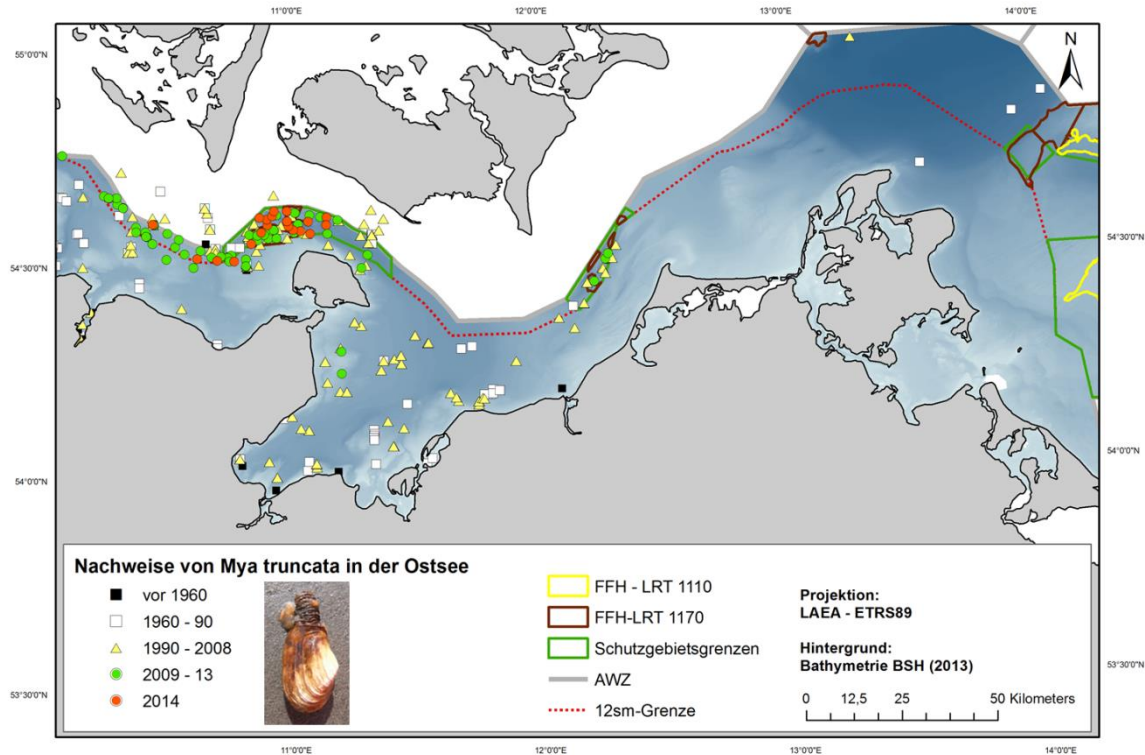 11°0'0"E
12°0'0"E
13°0'0"E
14°0'0"E
55°0'0"N
N
55°0'0"N
54°30'0"N
54°30'0"N
54°0'0"N
54°0'0"N
53°30'0"N
53°30'0"N
Nachweise von Mya truncata in der Ostsee
vor 1960
1960 - 90
1990 - 2008
2009 - 13
2014
FFH - LRT 1110
FFH-LRT 1170
Schutzgebietsgrenzen
AWZ
12sm-Grenze
Projektion:
LAEA - ETRS89
Hintergrund:
Bathymetrie BSH (2013)
0 12,5 25 50 Kilometers
11°0'0"E
12°0'0"E
13°0'0"E
14°0'0"E